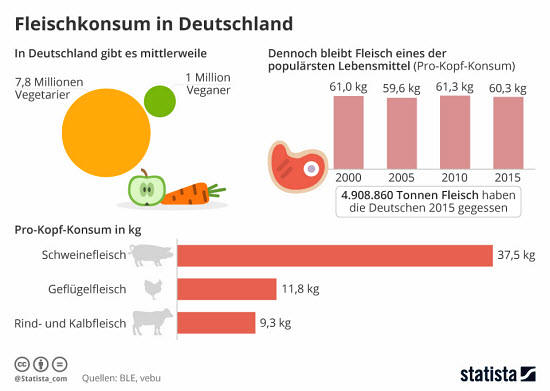 Fleischkonsum in Deutschland
In Deutschland gibt es mittlerweile
7,8 Millionen
Vegetarier
1 Million
Veganer
Dennoch bleibt Fleisch eines der
populärsten Lebensmittel (Pro-Kopf-Konsum)
61,0 kg 59,6 kg 61,3 kg 60,3 kg
2000 2005 2010 2015
4.908.860 Tonnen Fleisch haben
die Deutschen 2015 gegessen
Pro-Kopf-Konsum in kg
Schweinefleisch 37,5 kg
Geflügelfleisch 11,8 kg
Rind- und Kalbfleisch 9,3 kg
cc
@Statista_com Quellen: BLE, vebu
statista